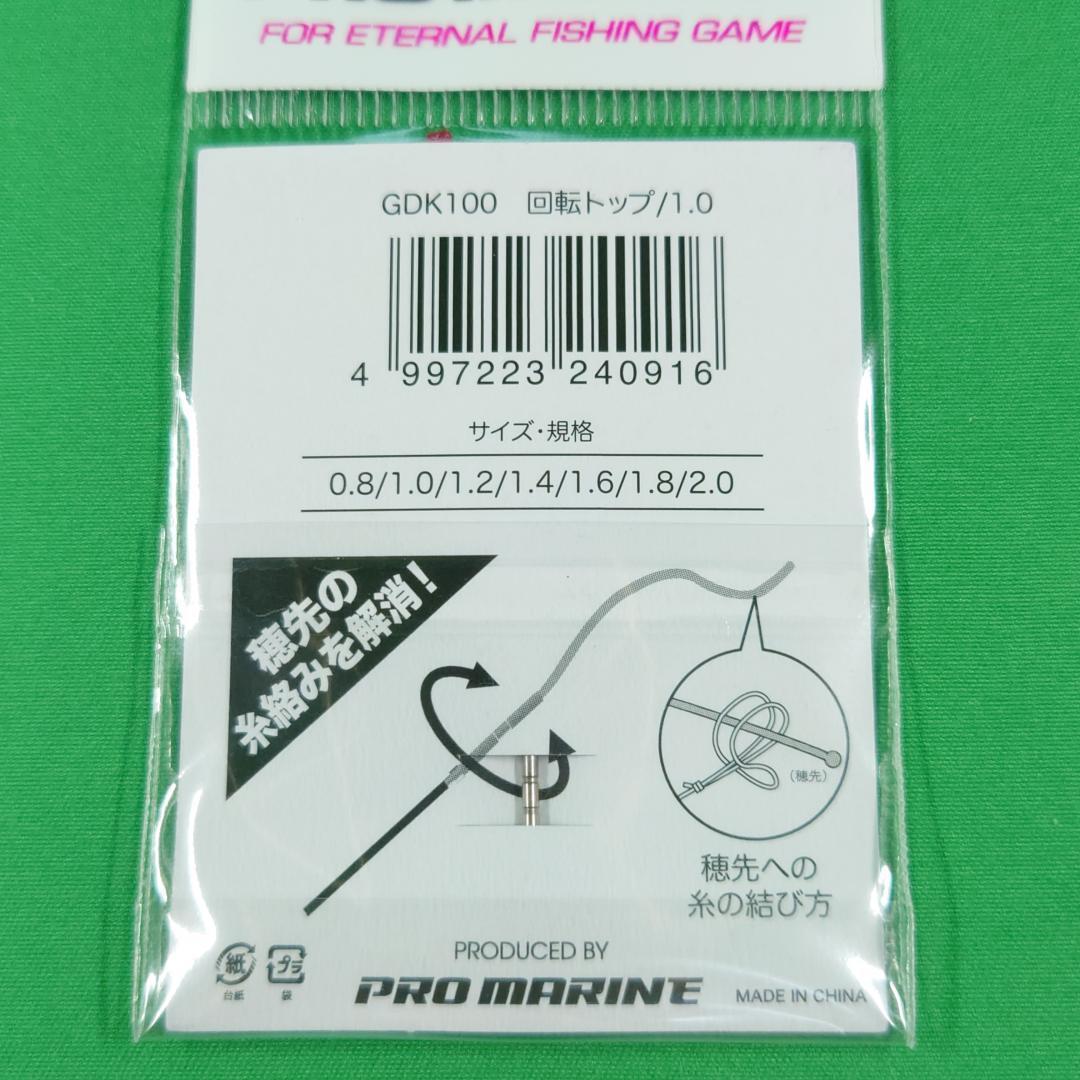 FOR ETERNAL FISHING GAME
GDK100 回転トップ/1.0
4 997223 240916
サイズ・規格
0.8/1.0/1.2/1.4/1.6/1.8/2.0
穂先の
糸絡みを解消!
(穂先)
穂先への
糸の結び方
紙
台紙
プラ
袋
PRODUCED BY
PRO MARINE
MADE IN CHINA